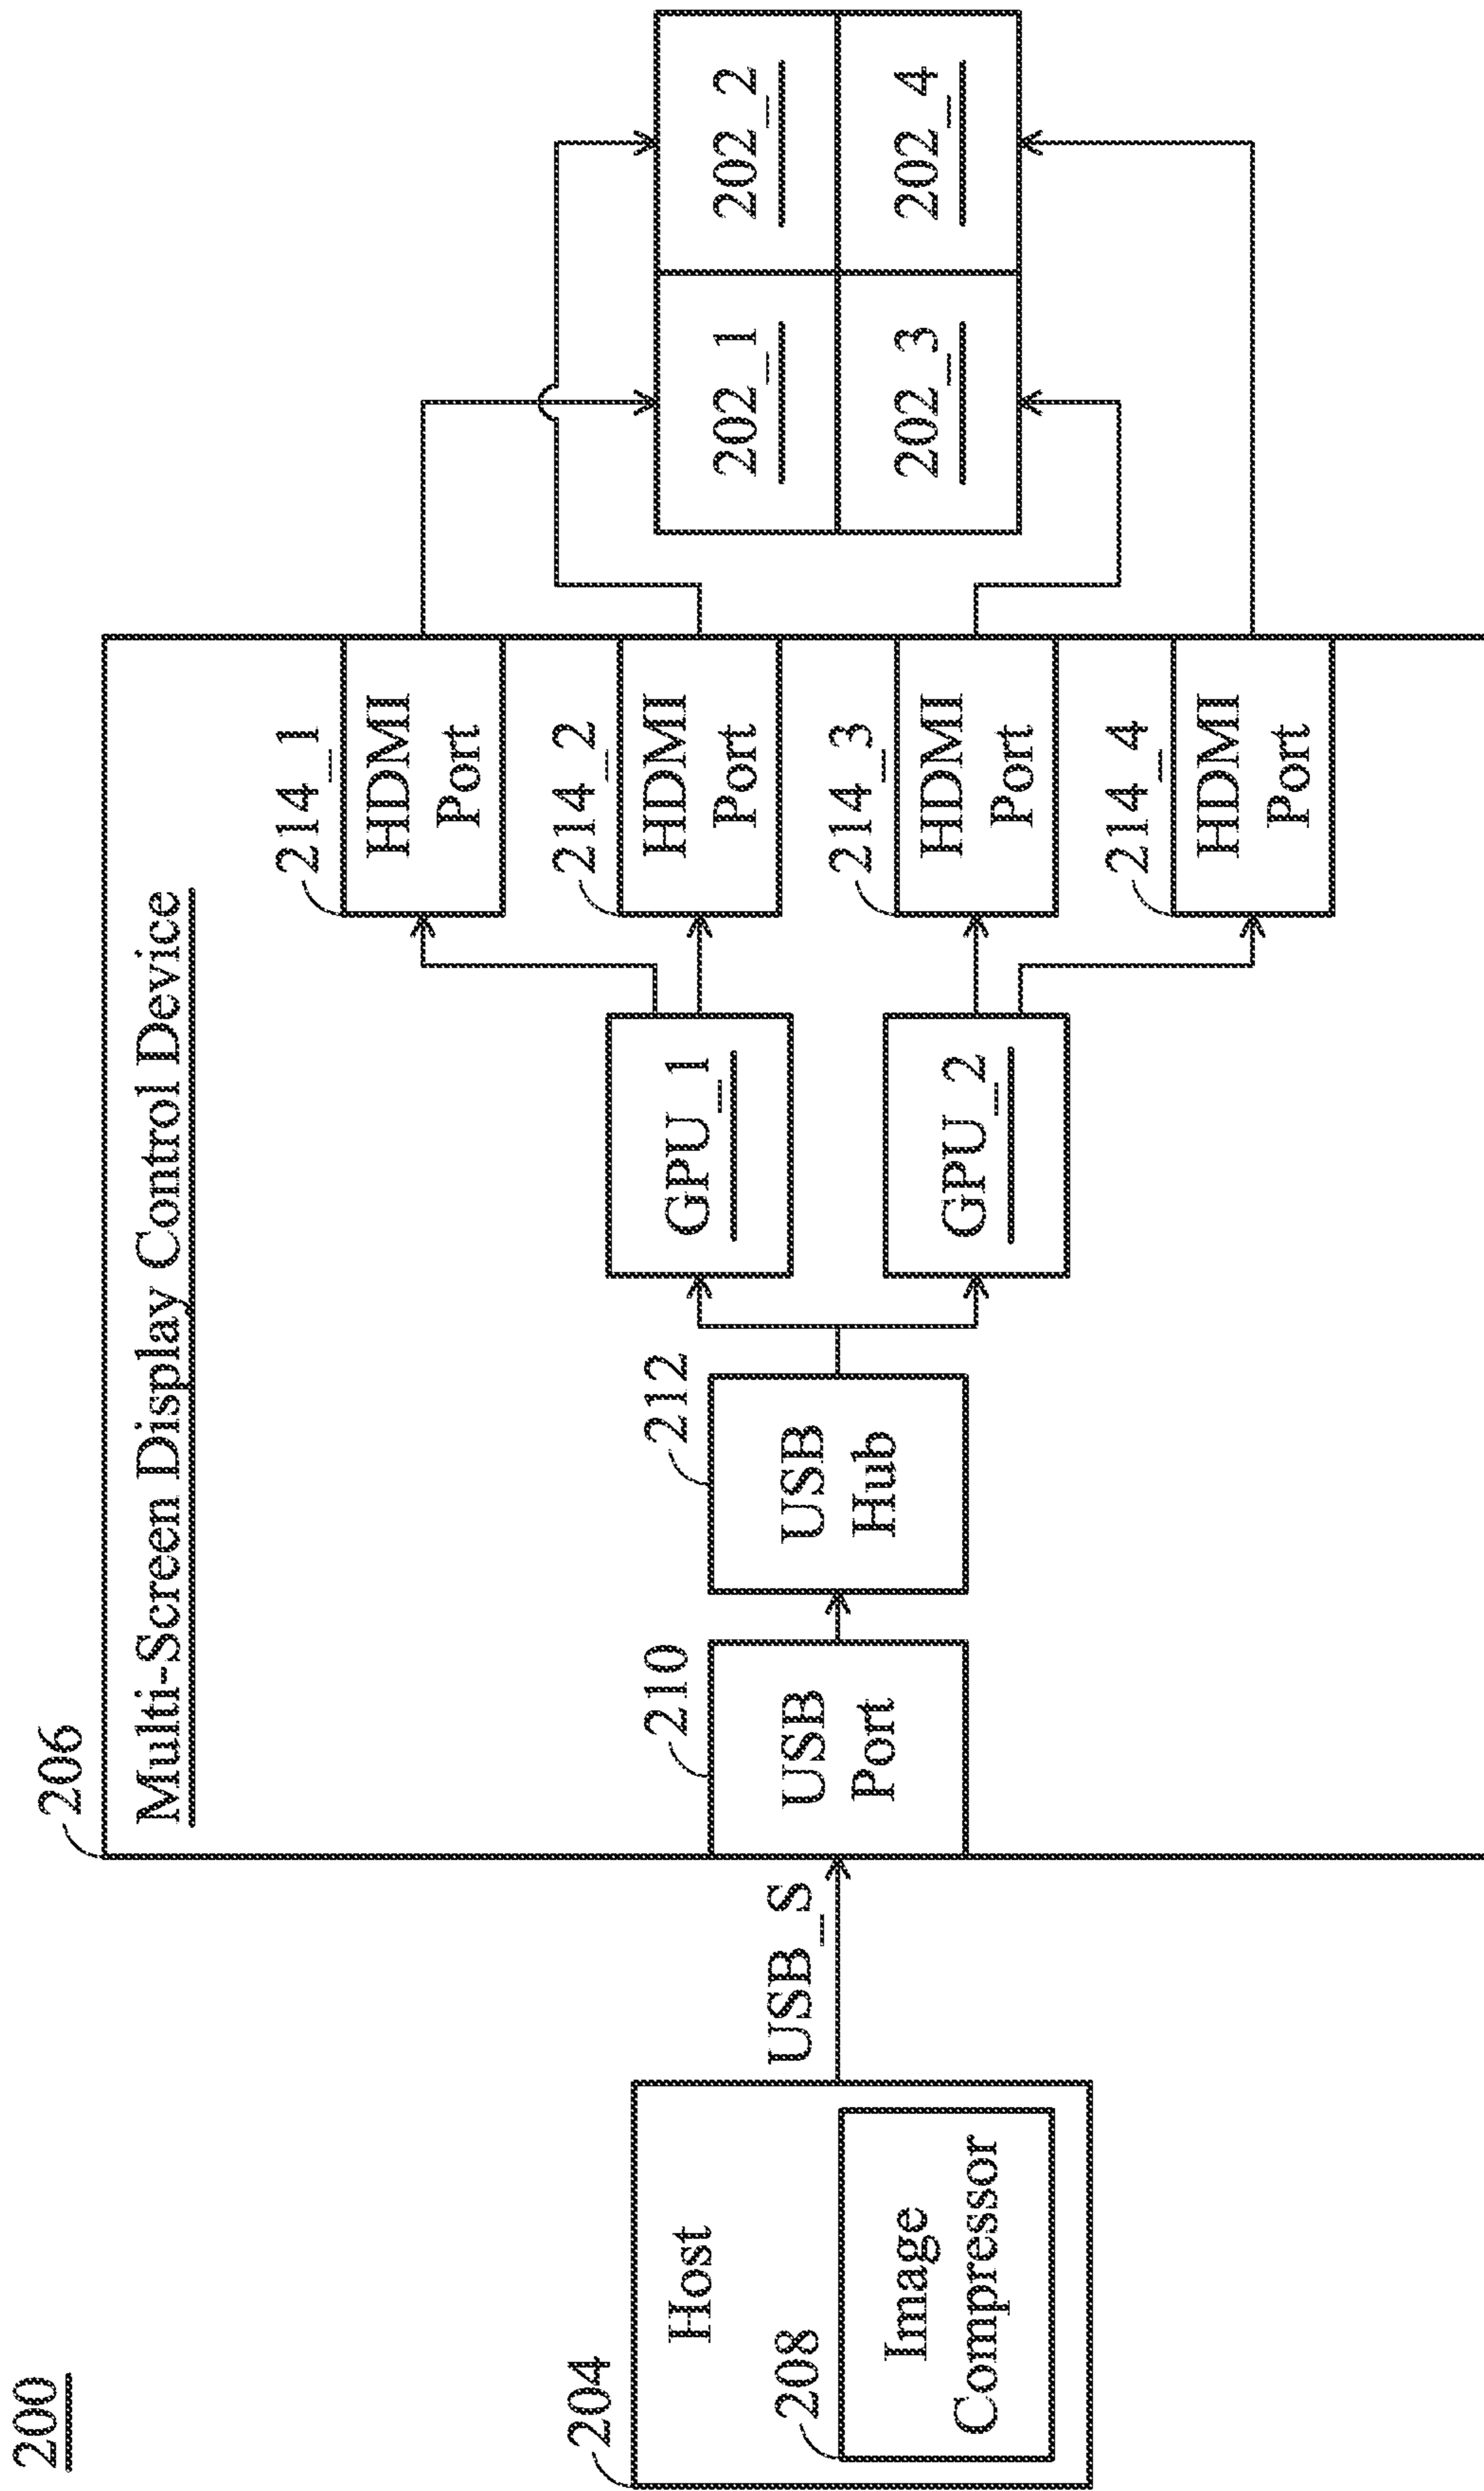 200
206
Multi-Screen Display Control Device
204
Host
208
Image
Compressor
USB_S
210
USB
Port
212
USB
Hub
GPU_1
GPU_2
214_1
HDMI
Port
214_2
HDMI
Port
214_3
HDMI
Port
214_4
HDMI
Port
202_1
202_2
202_3
202_4